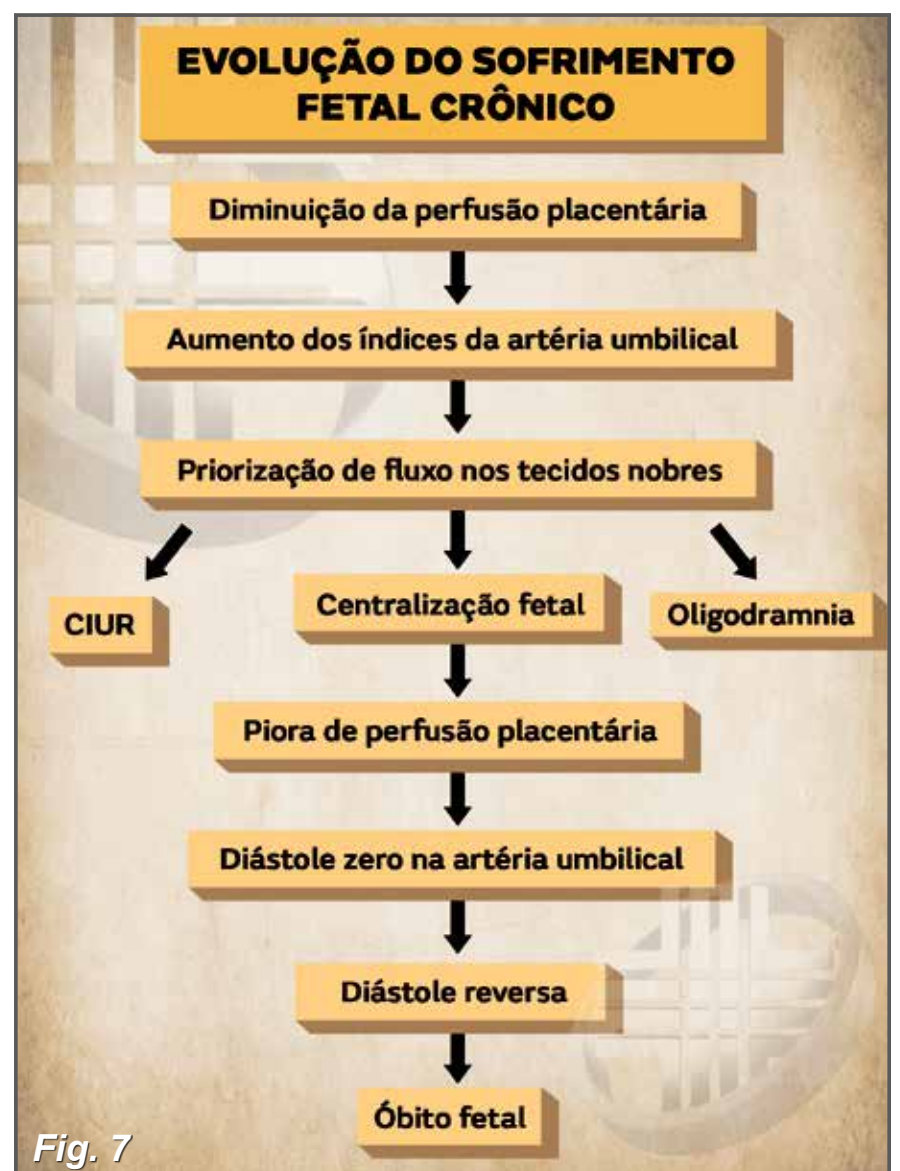 EVOLUÇÃO DO SOFRIMENTO
FETAL CRÔNICO
Diminuição da perfusão placentária
Aumento dos índices da artéria umbilical
Priorização de fluxo nos tecidos nobres
CIUR
Centralização fetal
Oligodramnia
Piora de perfusão placentária
Diástole zero na artéria umbilical
Diástole reversa
Óbito fetal
Fig. 7